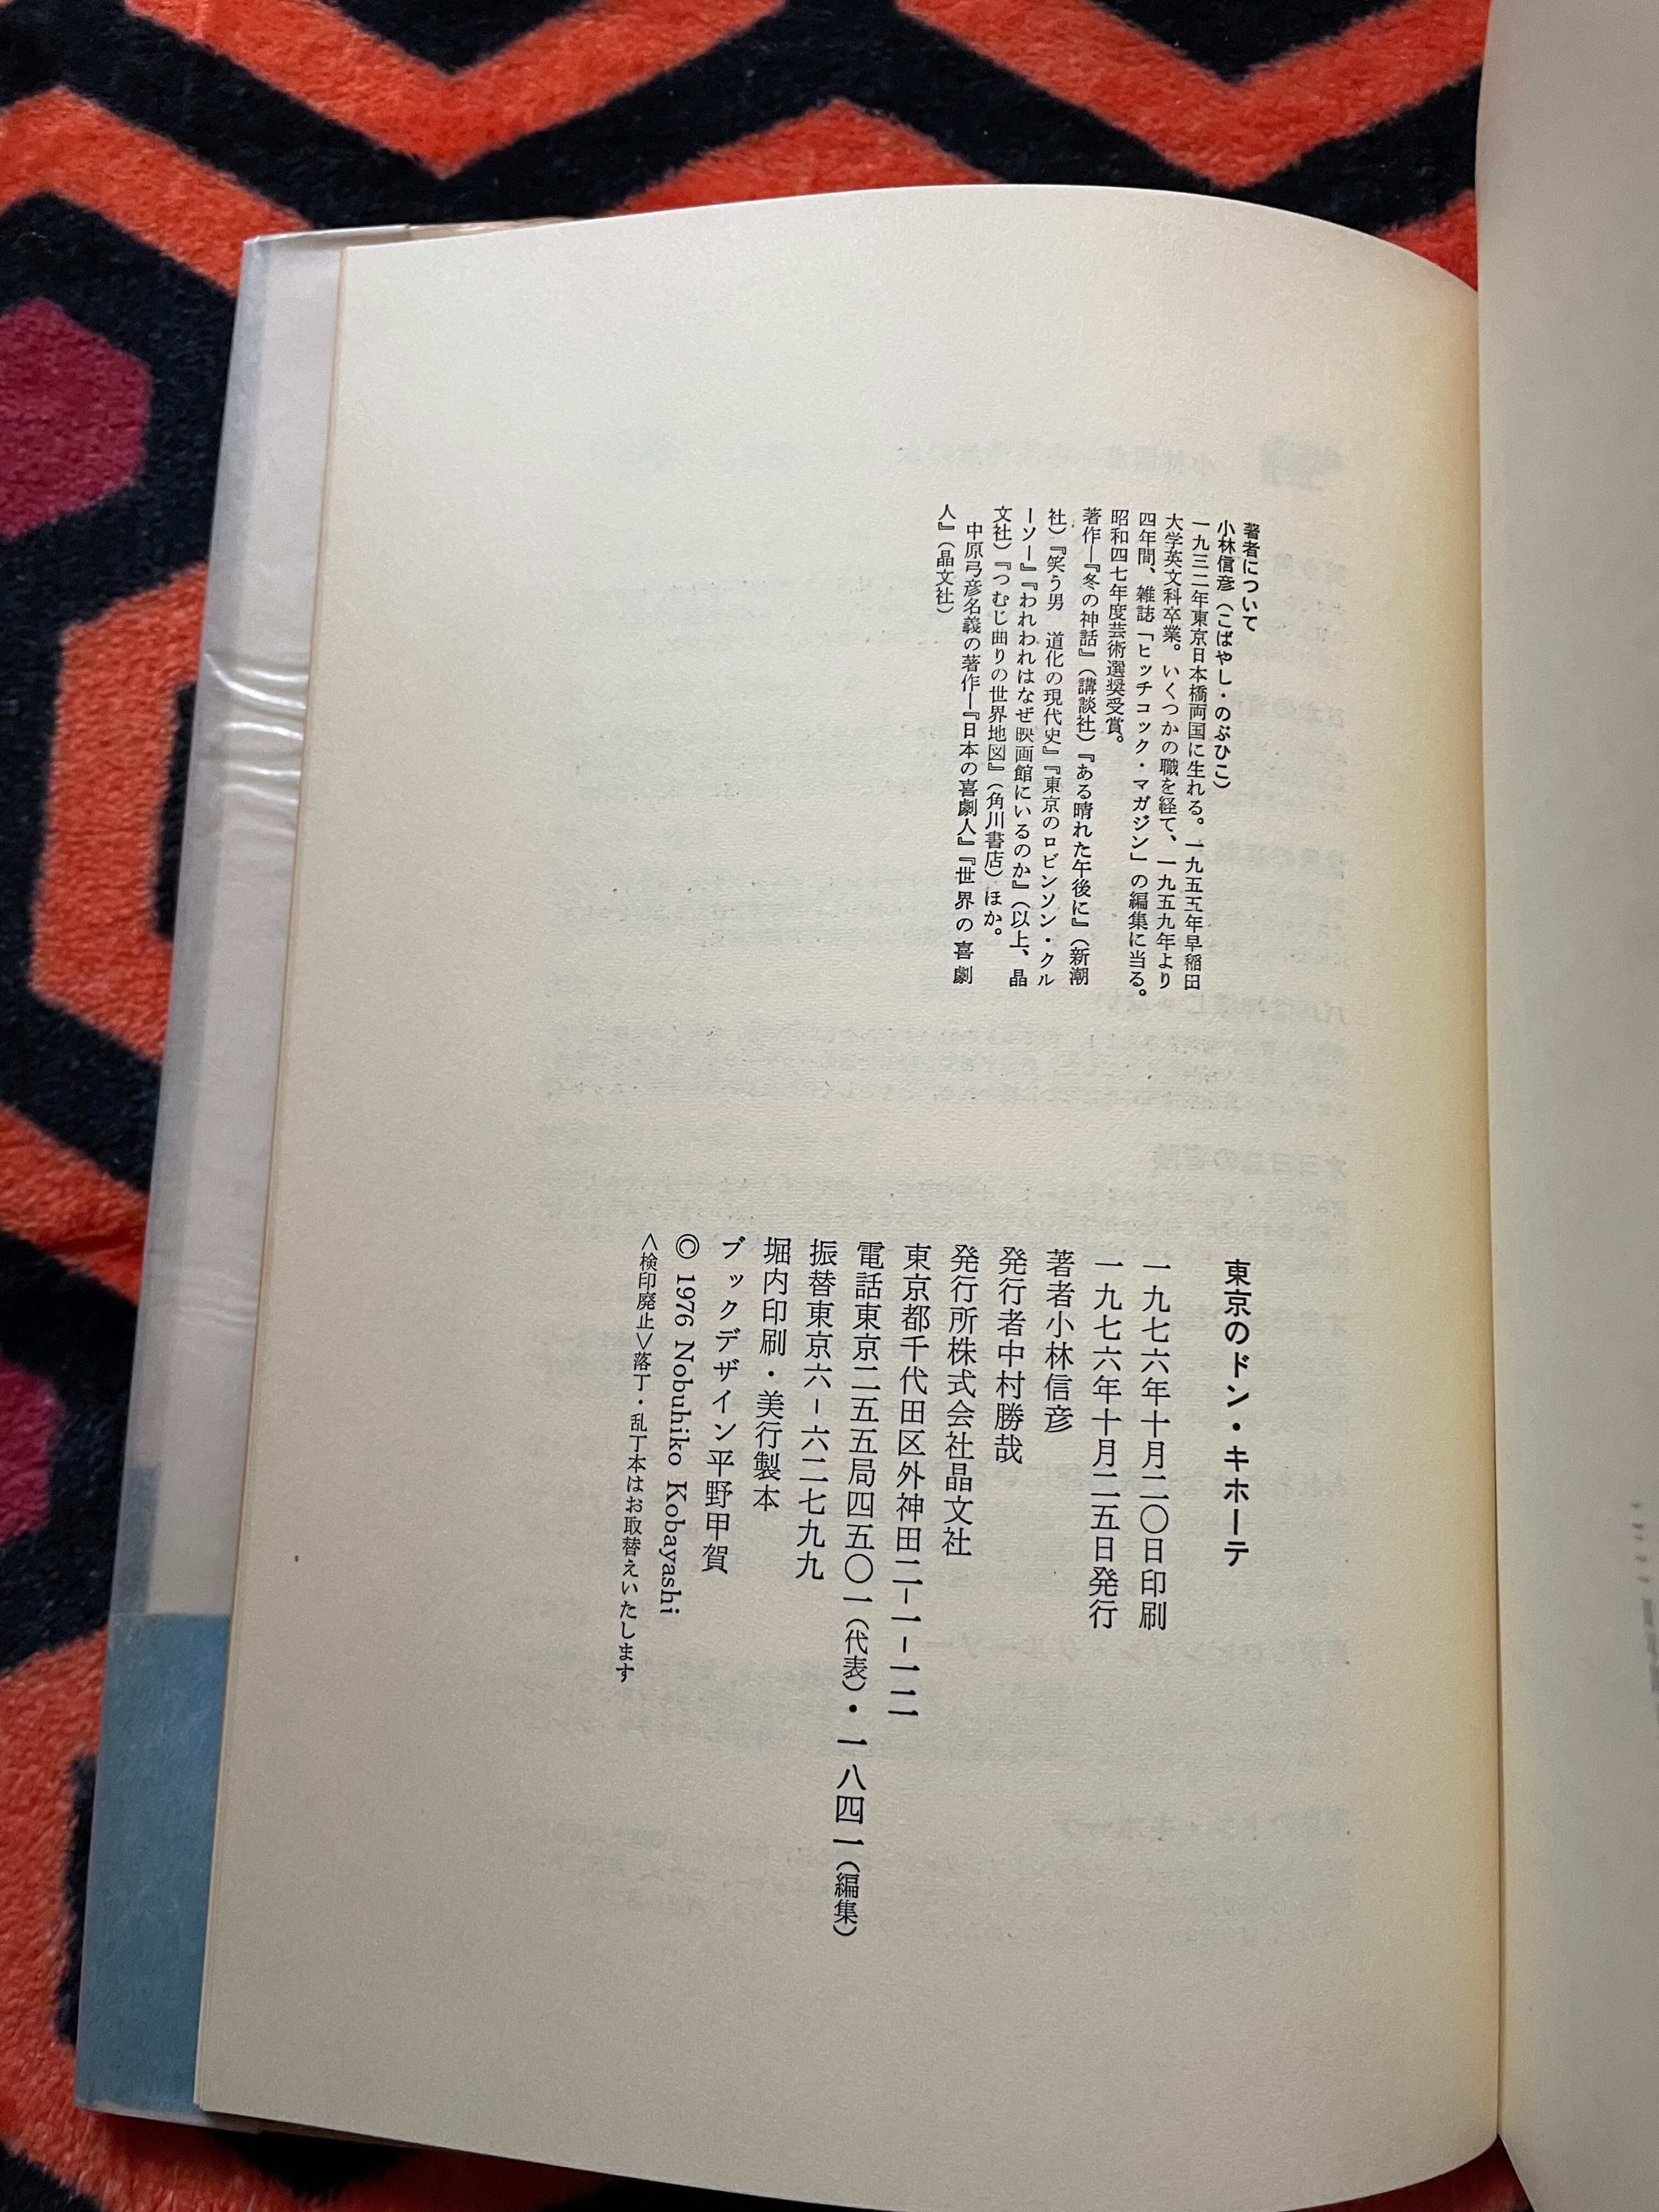 著者について
小林信彦（こばやし・のぶひこ）
一九三二年東京日本橋両国に生れる。一九五五年早稲田
大学英文科卒業。いくつかの職を経て、一九五九年より
四年間、雑誌「ヒッチコック・マガジン」の編集に当る。
昭和四七年度芸術選奨受賞。
著作―『冬の神話』（講談社）『ある晴れた午後に』（新潮
社）『笑う男　道化の現代史』『東京のロビンソン・クル
ーソー』『われわれはなぜ映画館にいるのか』（以上、晶
文社）『つむじ曲りの世界地図』（角川書店）ほか。
中原弓彦名義の著作―『日本の喜劇人』『世界の喜劇
人』（晶文社）
東京のドン・キホーテ
一九七六年十月二〇日印刷
一九七六年十月二五日発行
著者小林信彦
発行者中村勝哉
発行所株式会社晶文社
東京都千代田区外神田二－一－一二
電話東京二五五局四五〇一（代表）・一八四一（編集）
振替東京六－六二七九九
堀内印刷・美行製本
ブックデザイン平野甲賀
© 1976 Nobuhiko Kobayashi
＜検印廃止＞落丁・乱丁本はお取替えいたします